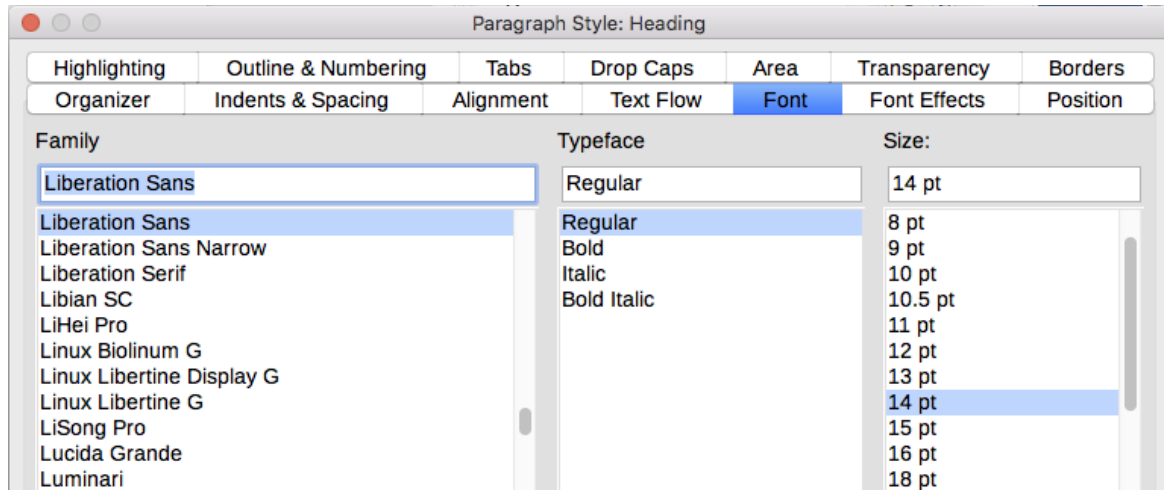 Paragraph Style: Heading
Highlighting Outline & Numbering Tabs Drop Caps Area Transparency Borders
Organizer Indents & Spacing Alignment Text Flow Font Font Effects Position
Family Typeface Size:
Liberation Sans Regular 14 pt
Liberation Sans Regular 8 pt
Liberation Sans Narrow Bold 9 pt
Liberation Serif Italic 10 pt
Libian SC Bold Italic 10.5 pt
LiHei Pro 11 pt
Linux Biolinum G 12 pt
Linux Libertine Display G 13 pt
Linux Libertine G 14 pt
LiSong Pro 15 pt
Lucida Grande 16 pt
Luminari 18 pt